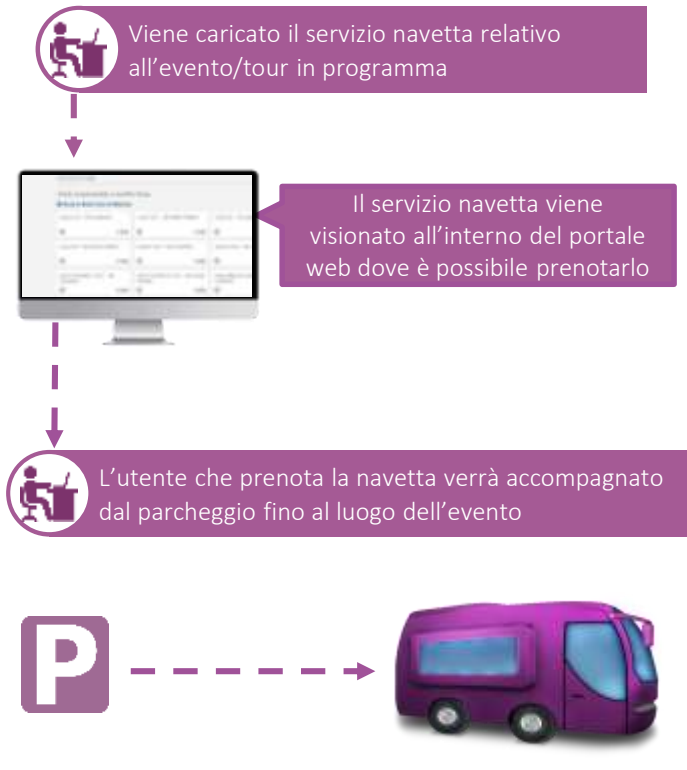 Viene caricato il servizio navetta relativo
all'evento/tour in programma
Il servizio navetta viene
visionato all'interno del portale
web dove è possibile prenotarlo
L'utente che prenota la navetta verrà accompagnato
dal parcheggio fino al luogo dell'evento
P